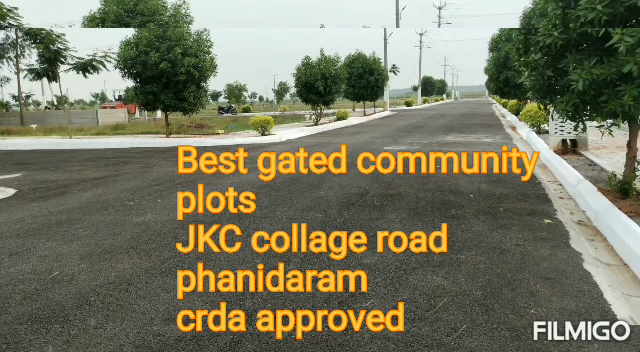 Best gated community
plots
JKC collage road
phanidaram
crda approved
FILMIGO